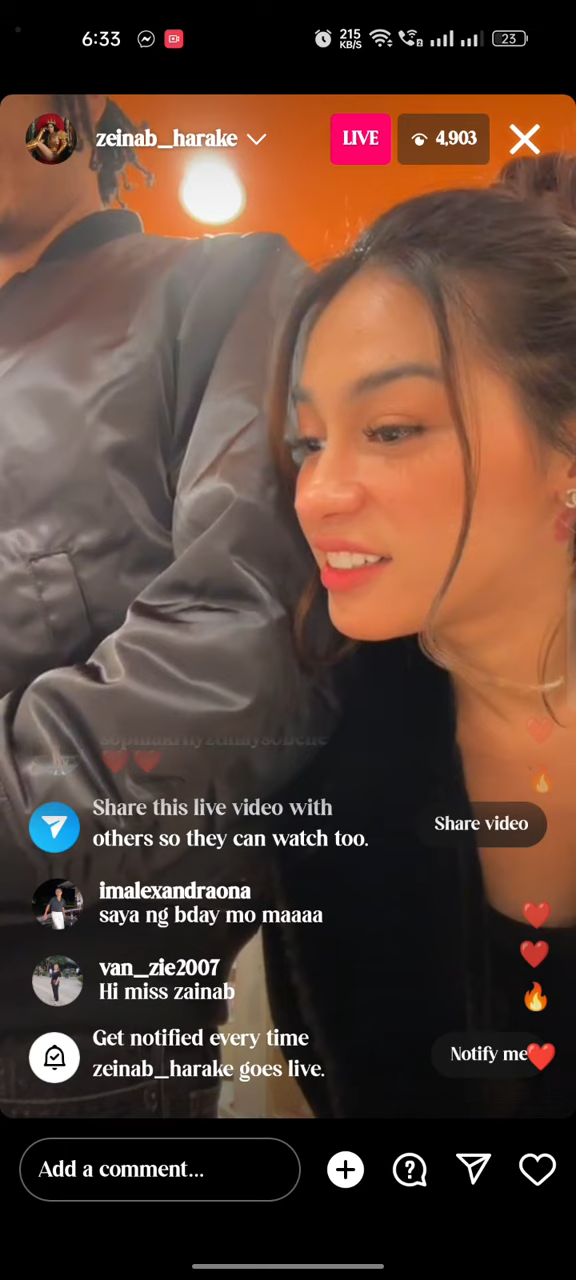 6:33
215
KB/S
2
23
zeinab_harake
LIVE
4,903
Share this live video with
others so they can watch too.
Share video
imalexandraona
saya ng bday mo maaaa
van_zie2007
Hi miss zainab
Get notified every time
zeinab_harake goes live.
Notify me
Add a comment...